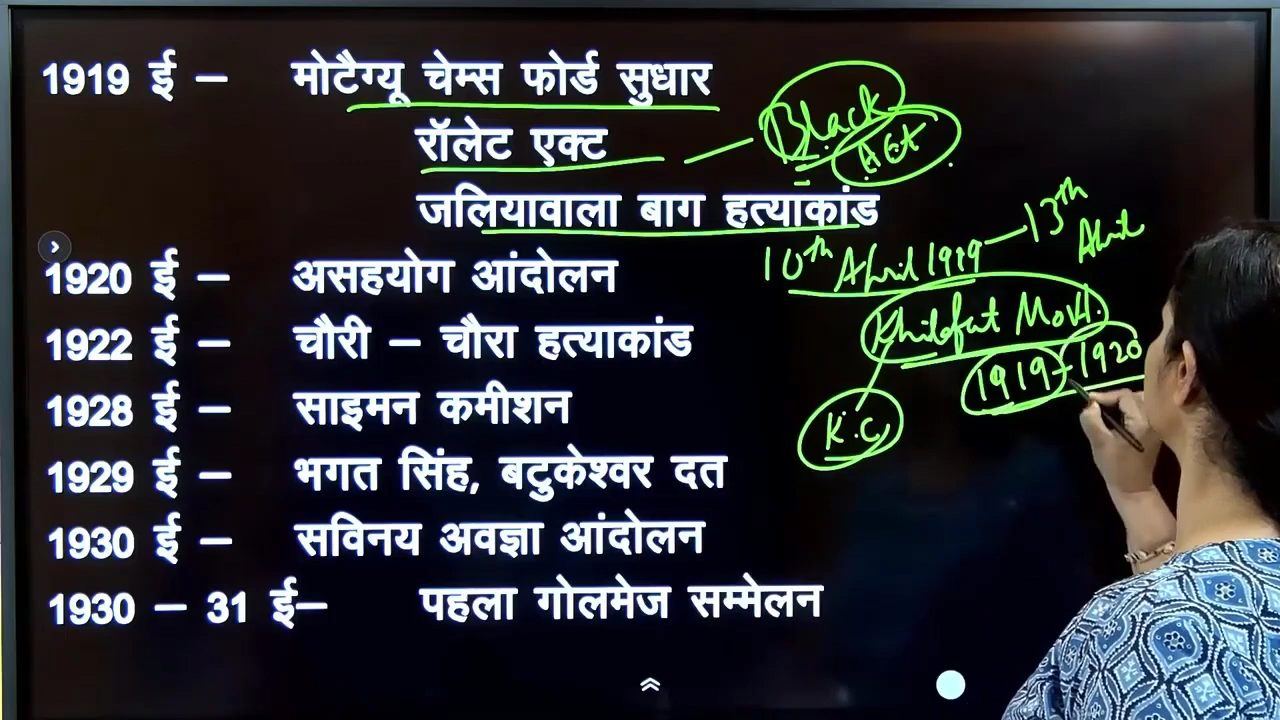 1919 ई – मोटैग्यू चेम्स फोर्ड सुधार
रॉलेट एक्ट
Black
Act
जलियावाला बाग हत्याकांड
10th April 1919 – 13th April
1920 ई – असहयोग आंदोलन
Khilafat Movt.
1919 – 1920
K.C
1922 ई – चौरी – चौरा हत्याकांड
1928 ई – साइमन कमीशन
1929 ई – भगत सिंह, बटुकेश्वर दत
1930 ई – सविनय अवज्ञा आंदोलन
1930 – 31 ई– पहला गोलमेज सम्मेलन